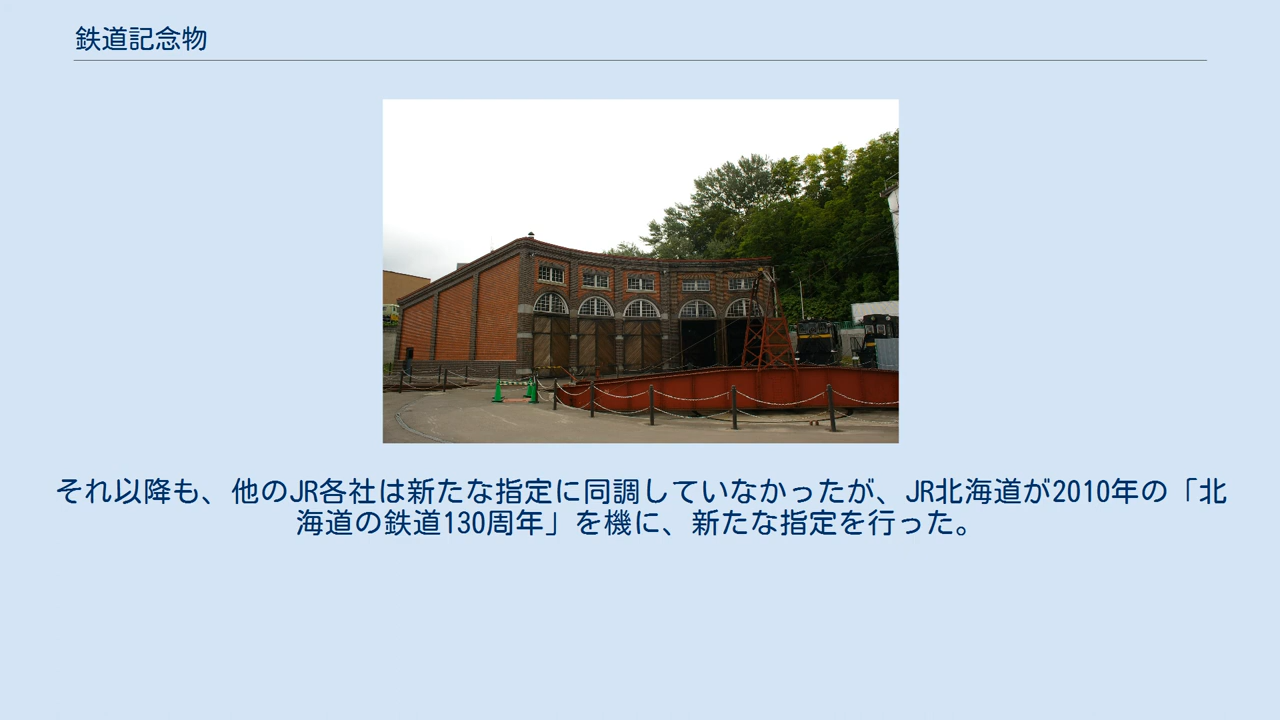 鉄道記念物
それ以降も、他のJR各社は新たな指定に同調していなかったが、JR北海道が2010年の「北
海道の鉄道130周年」を機に、新たな指定を行った。